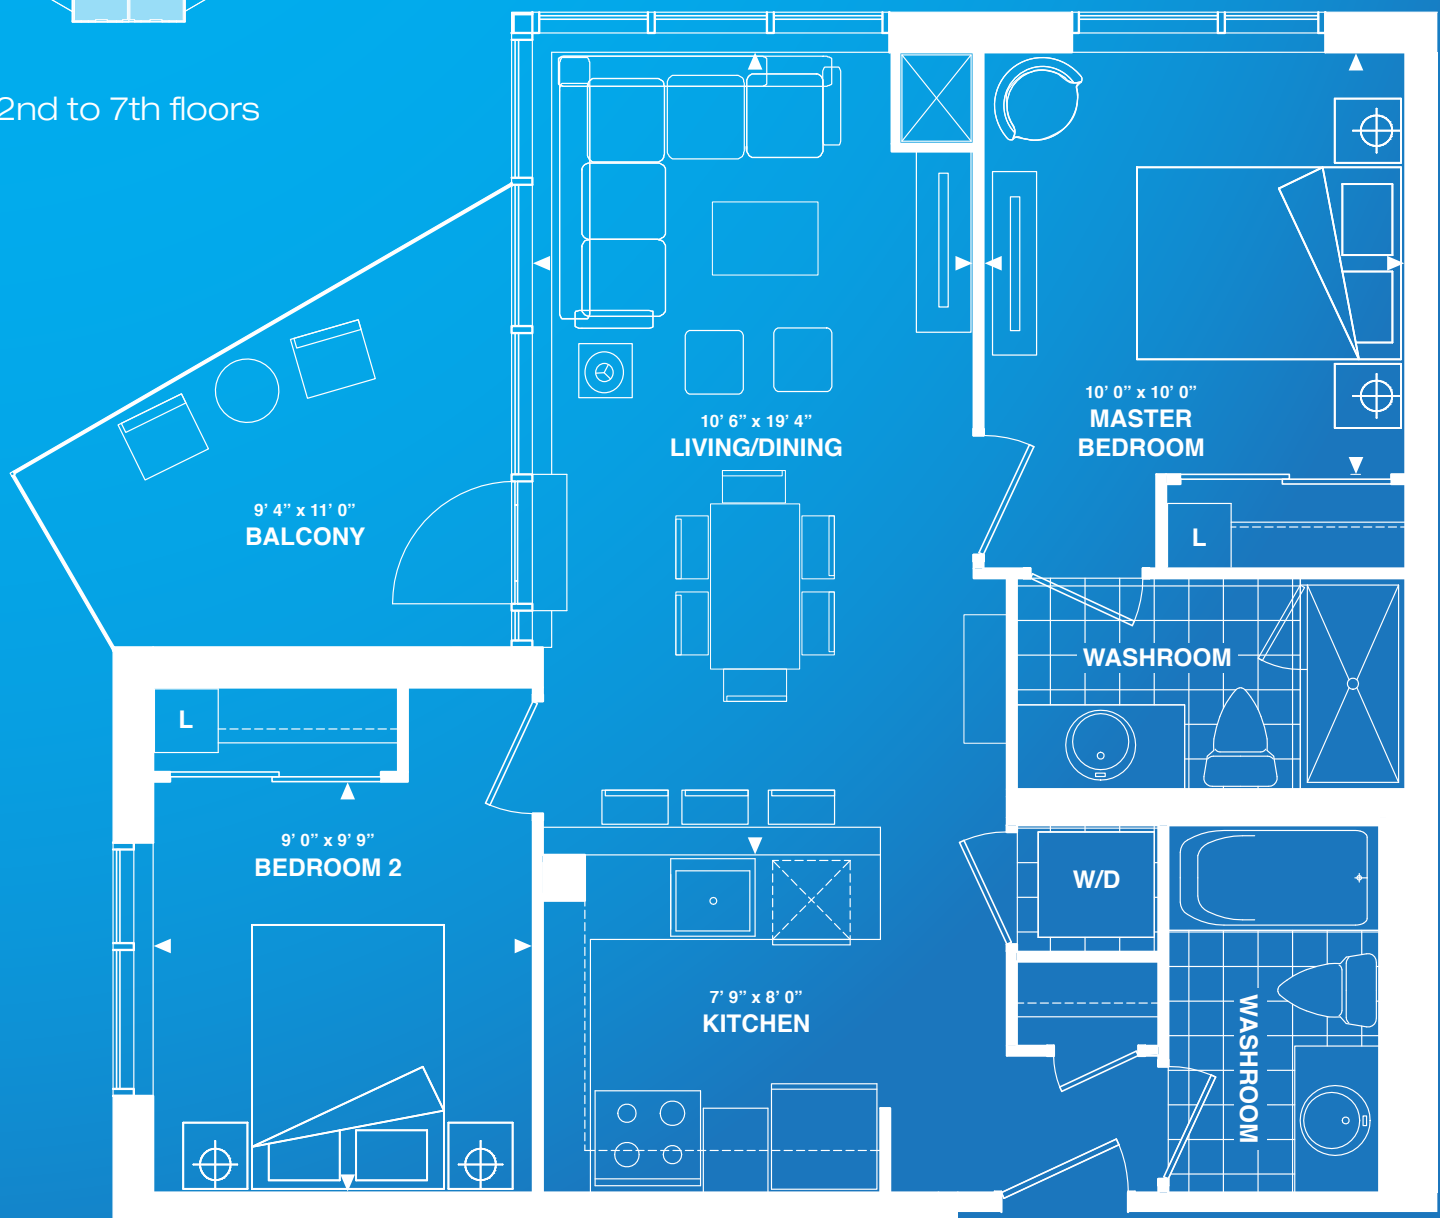 2nd to 7th floors
10’ 0” x 10’ 0”
MASTER
BEDROOM
10’ 6” x 19’ 4”
LIVING/DINING
9’ 4” x 11’ 0”
BALCONY
L
WASHROOM
L
9’ 0” x 9’ 9”
BEDROOM 2
W/D
7’ 9” x 8’ 0”
KITCHEN
WASHROOM